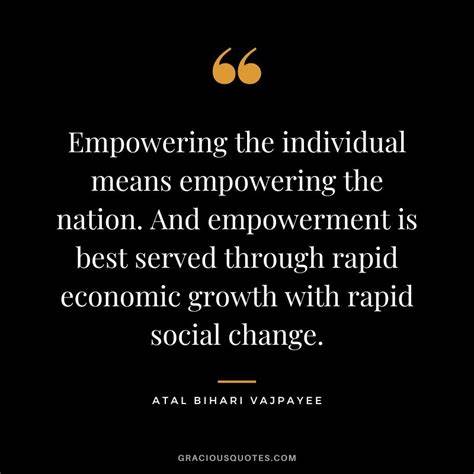 “
Empowering the individual
means empowering the
nation. And empowerment is
best served through rapid
economic growth with rapid
social change.
ATAL BIHARI VAJPAYEE
GRACIOUSQUOTES.COM